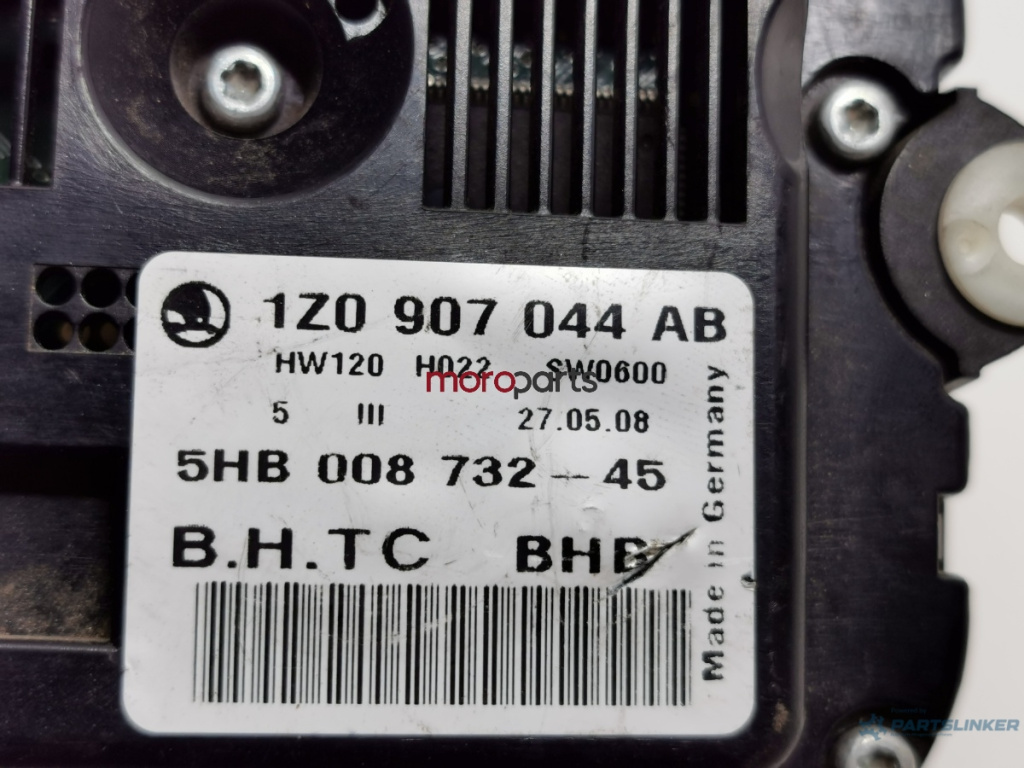 1Z0 907 044 AB
HW120 H022 SW0600
moroparts
5 III 27.05.08
5HB 008 732-45
B.H.TC BHB
Made in Germany
PARTSLINKER